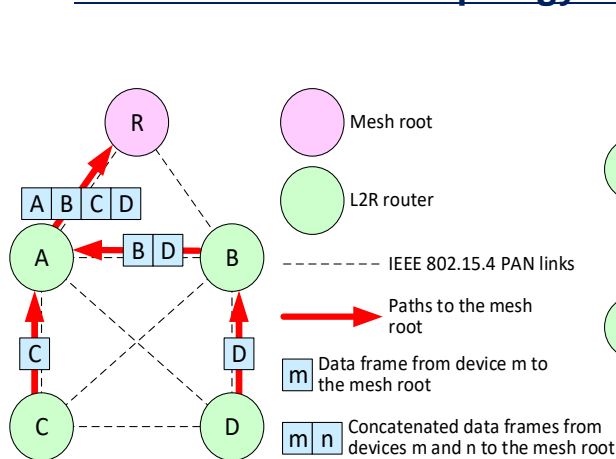 R
Mesh root
L2R router
A B C D
A
B D
B
IEEE 802.15.4 PAN links
Paths to the mesh
root
C
D
m Data frame from device m to
the mesh root
C
D
m n Concatenated data frames from
devices m and n to the mesh root